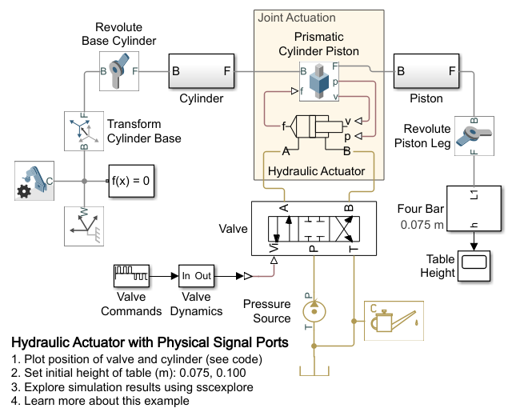 Joint Actuation
Revolute
Base Cylinder
Prismatic
Cylinder Piston
B
F
B
F
B
F
f
p
v
B
F
Cylinder
Piston
F
B
Transform
Cylinder Base
f
v
p
A
B
Hydraulic Actuator
B
F
Revolute
Piston Leg
C
f(x) = 0
W
Four Bar
0.075 m
L1
h
Valve
A
B
Vi
P
T
Table
Height
In Out
Valve
Commands
Valve
Dynamics
Pressure
Source
P
T
C
Hydraulic Actuator with Physical Signal Ports
1. Plot position of valve and cylinder (see code)
2. Set initial height of table (m): 0.075, 0.100
3. Explore simulation results using sscexplore
4. Learn more about this example